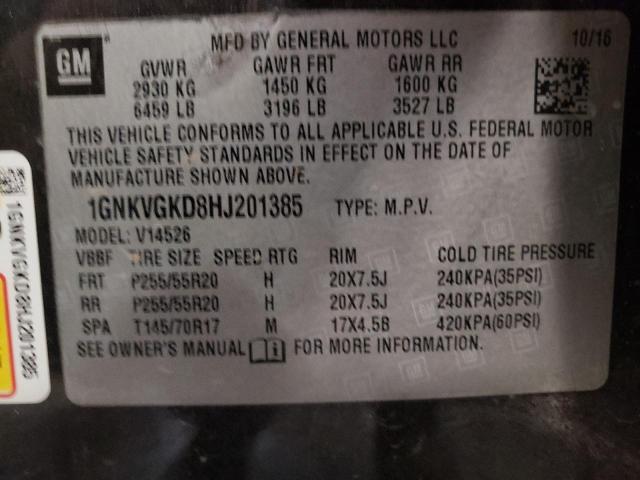 GM
MFD BY GENERAL MOTORS LLC 10/16
GVWR GAWR FRT GAWR RR
2930 KG 1450 KG 1600 KG
6459 LB 3196 LB 3527 LB
THIS VEHICLE CONFORMS TO ALL APPLICABLE U.S. FEDERAL MOTOR
VEHICLE SAFETY STANDARDS IN EFFECT ON THE DATE OF
MANUFACTURE SHOWN ABOVE.
1GNKVGKD8HJ201385 TYPE: M.P.V.
MODEL: V14526
VBBF TIRE SIZE SPEED RTG RIM COLD TIRE PRESSURE
FRT P255/55R20 H 20X7.5J 240KPA(35PSI)
RR P255/55R20 H 20X7.5J 240KPA(35PSI)
SPA T145/70R17 M 17X4.5B 420KPA(60PSI)
SEE OWNER'S MANUAL FOR MORE INFORMATION.
1GNKVGKD8HJ201385